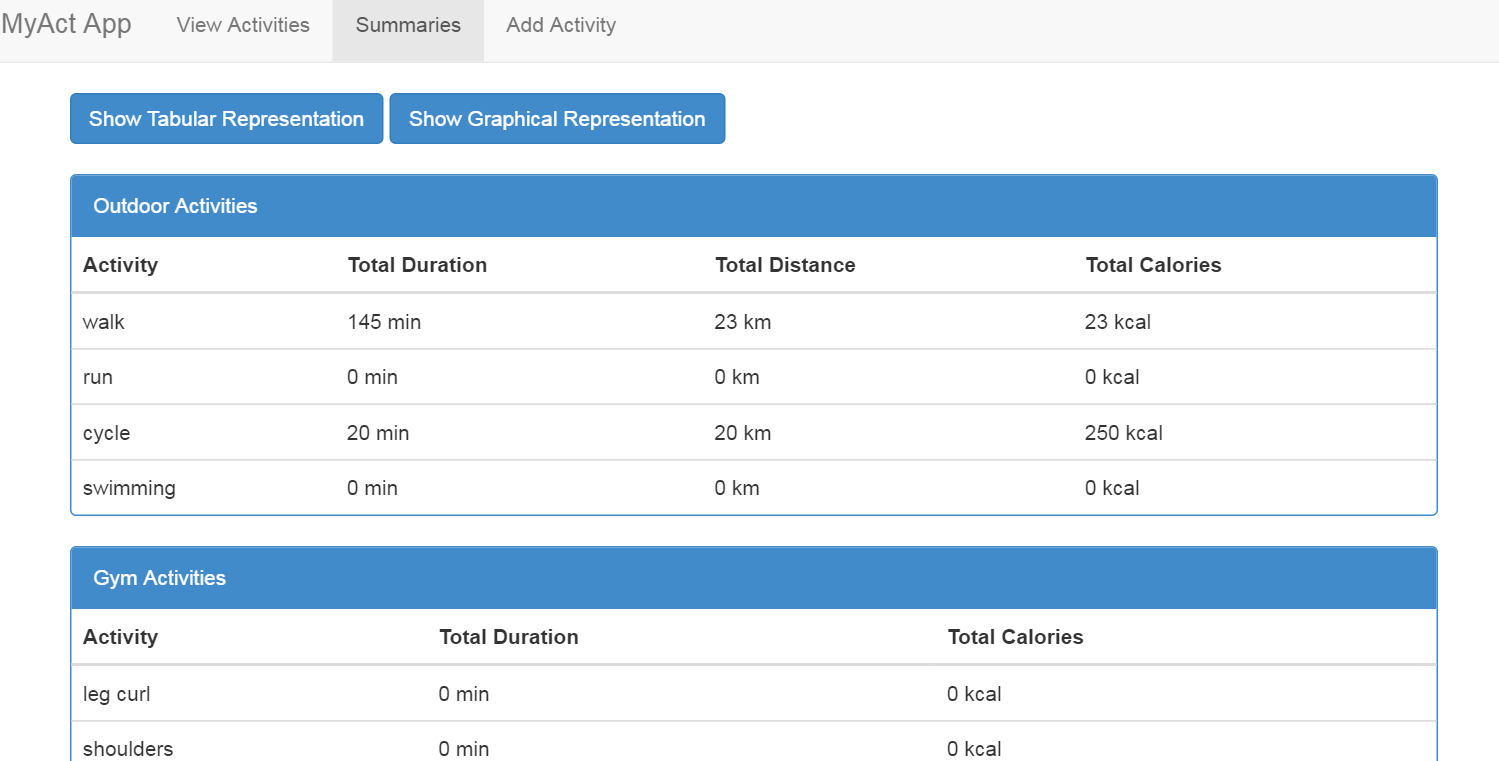 MyAct App View Activities Summaries Add Activity
Show Tabular Representation Show Graphical Representation
Outdoor Activities
Activity Total Duration Total Distance Total Calories
walk 145 min 23 km 23 kcal
run 0 min 0 km 0 kcal
cycle 20 min 20 km 250 kcal
swimming 0 min 0 km 0 kcal
Gym Activities
Activity Total Duration Total Calories
leg curl 0 min 0 kcal
shoulders 0 min 0 kcal